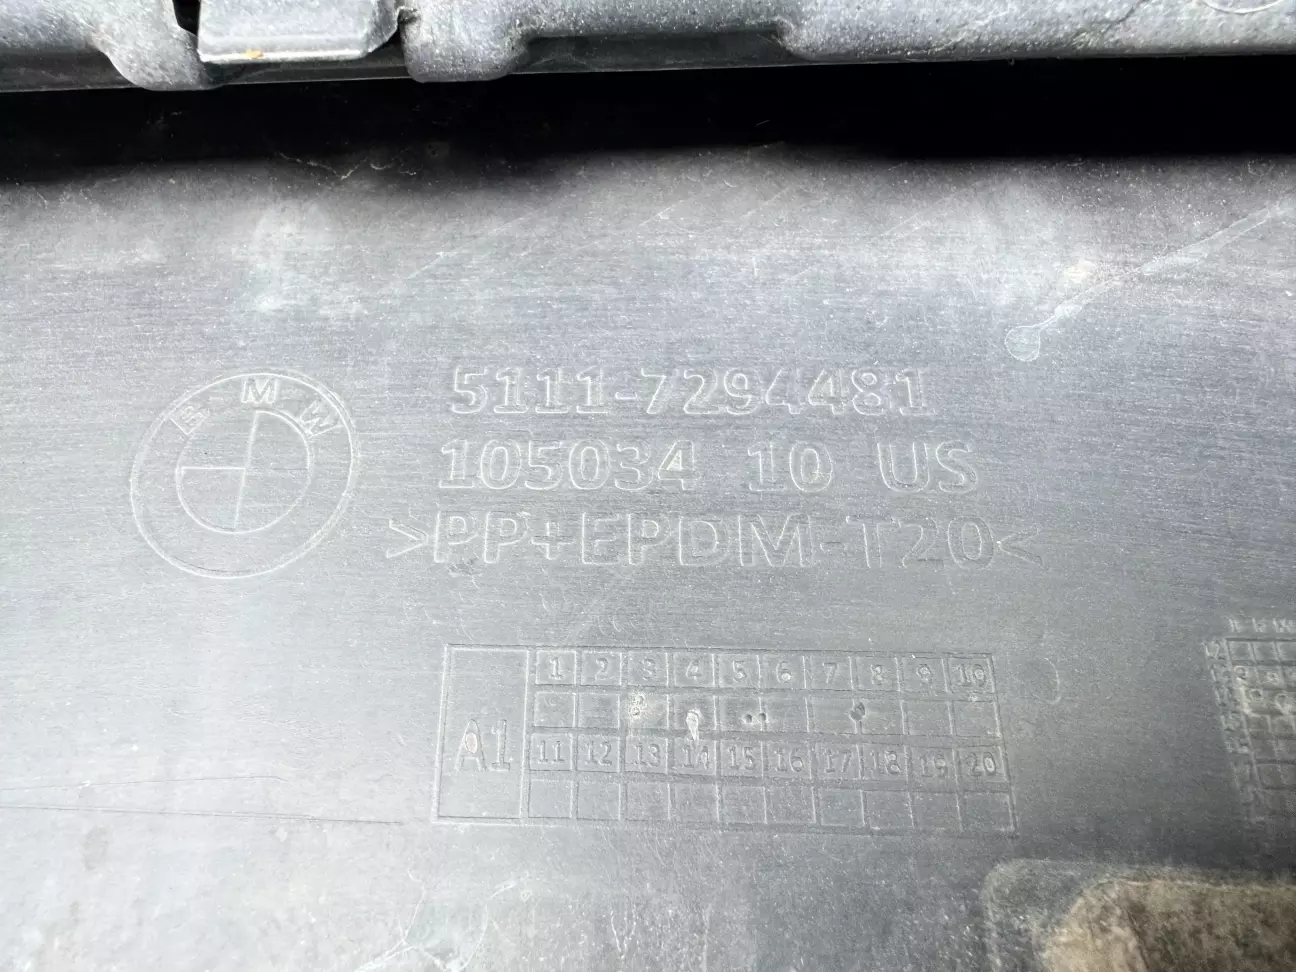 BMW
5111-7294481
105034 10 US
>PP+EPDM-T20<
1 2 3 4 5 6 7 8 9 10
A1
11 12 13 14 15 16 17 18 19 20